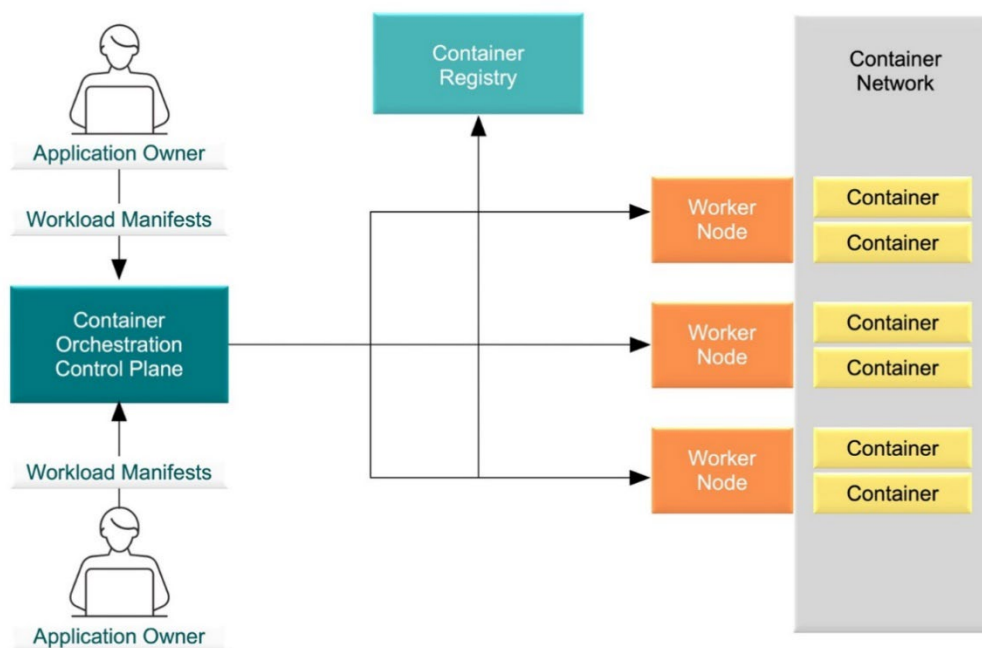 Application Owner
Workload Manifests
Container
Orchestration
Control Plane
Workload Manifests
Application Owner
Container
Registry
Worker
Node
Worker
Node
Worker
Node
Container
Network
Container
Container
Container
Container
Container
Container